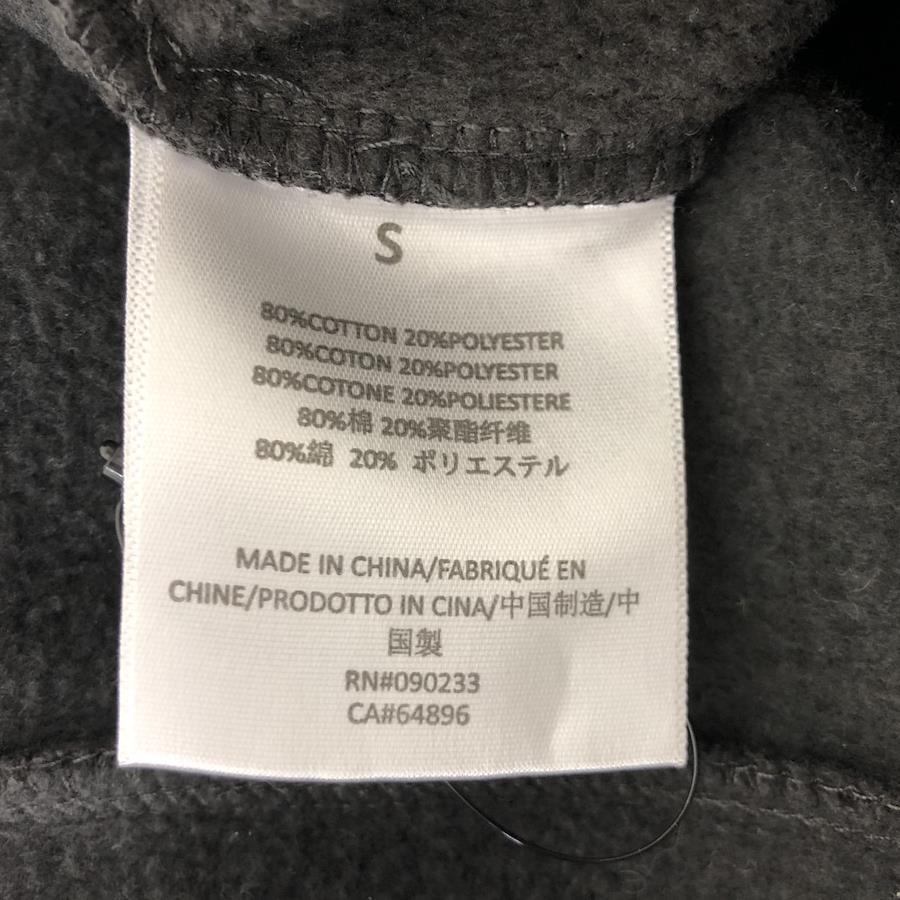 S
80%COTTON 20%POLYESTER
80%COTON 20%POLYESTER
80%COTONE 20%POLIESTERE
80%棉 20%聚酯纤维
80%綿 20% ポリエステル
MADE IN CHINA/FABRIQUÉ EN
CHINE/PRODOTTO IN CINA/中国制造/中
国製
RN#090233
CA#64896